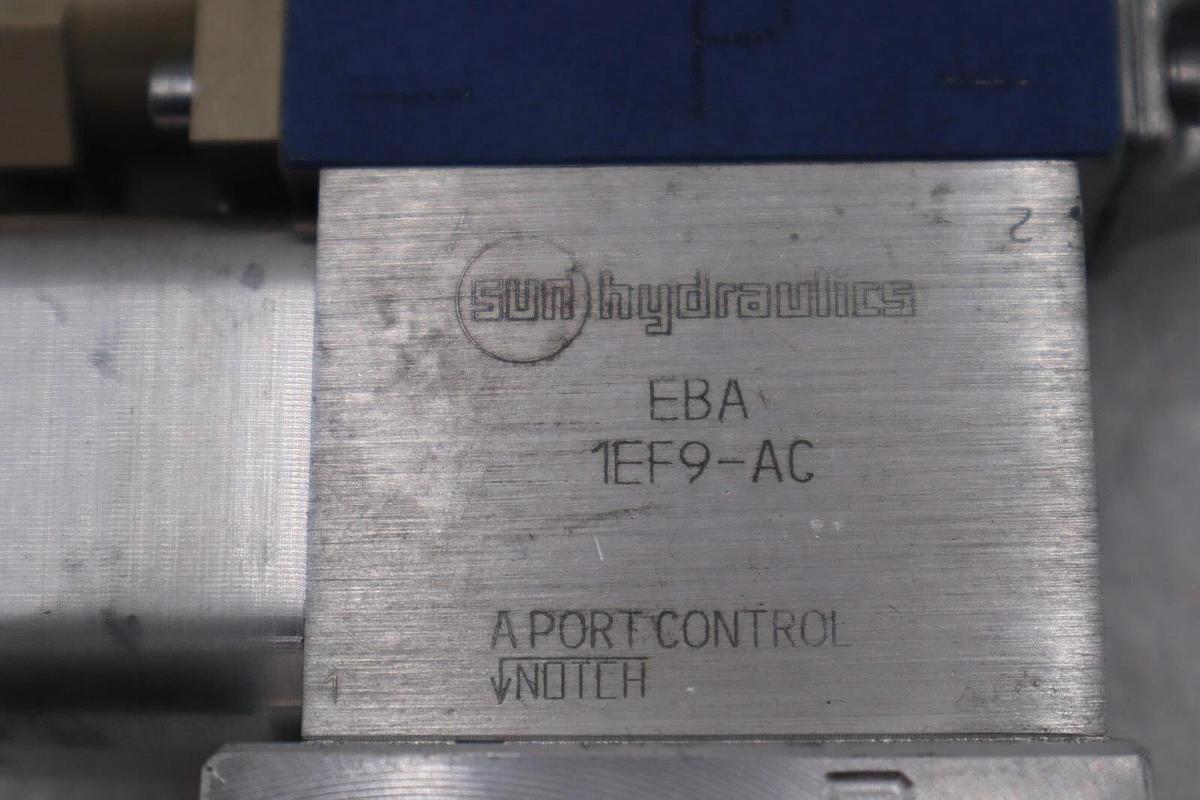 P
2
sun hydraulics
EBA
1EF9-AC
A PORT CONTROL
NOTCH
1